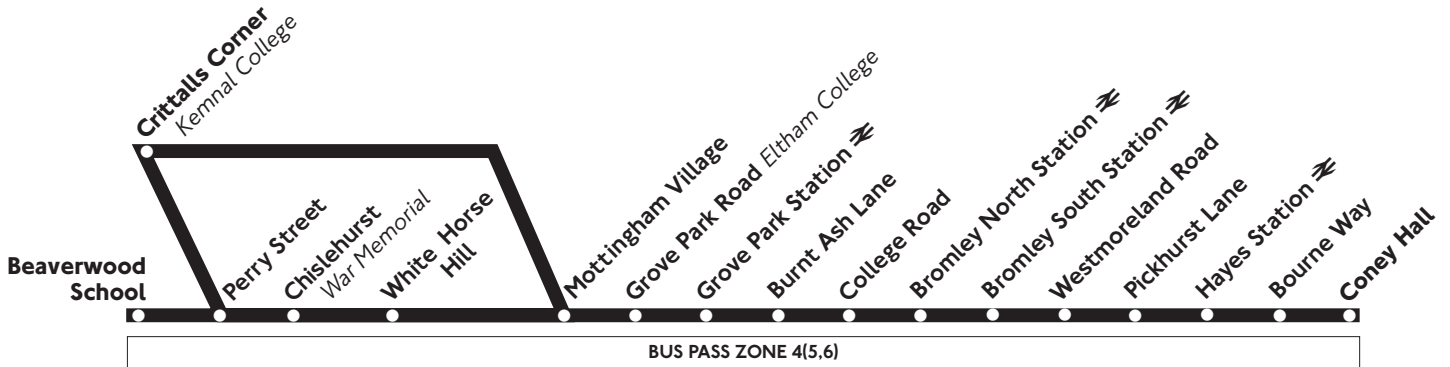 Crittalls Corner
Kemnal College
Beaverwood
School
Perry Street
Chislehurst
War Memorial
White Horse
Hill
Mottingham Village
Grove Park Road Eltham College
Grove Park Station
Burnt Ash Lane
College Road
Bromley North Station
Bromley South Station
Westmoreland Road
Pickhurst Lane
Hayes Station
Bourne Way
Coney Hall
BUS PASS ZONE 4(5,6)